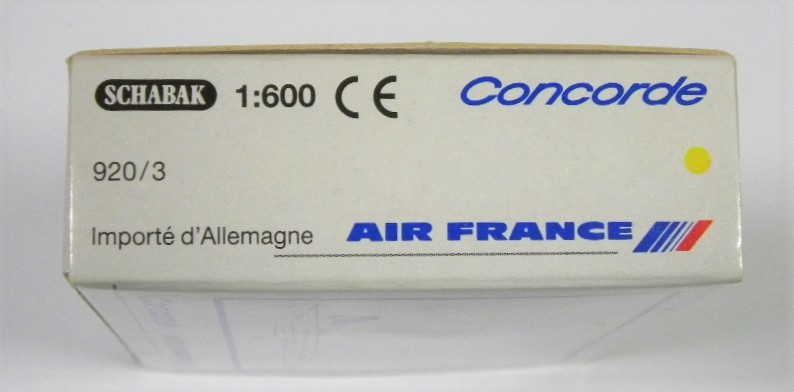 SCHABAK 1:600 CE Concorde
920/3
Importé d'Allemagne AIR FRANCE